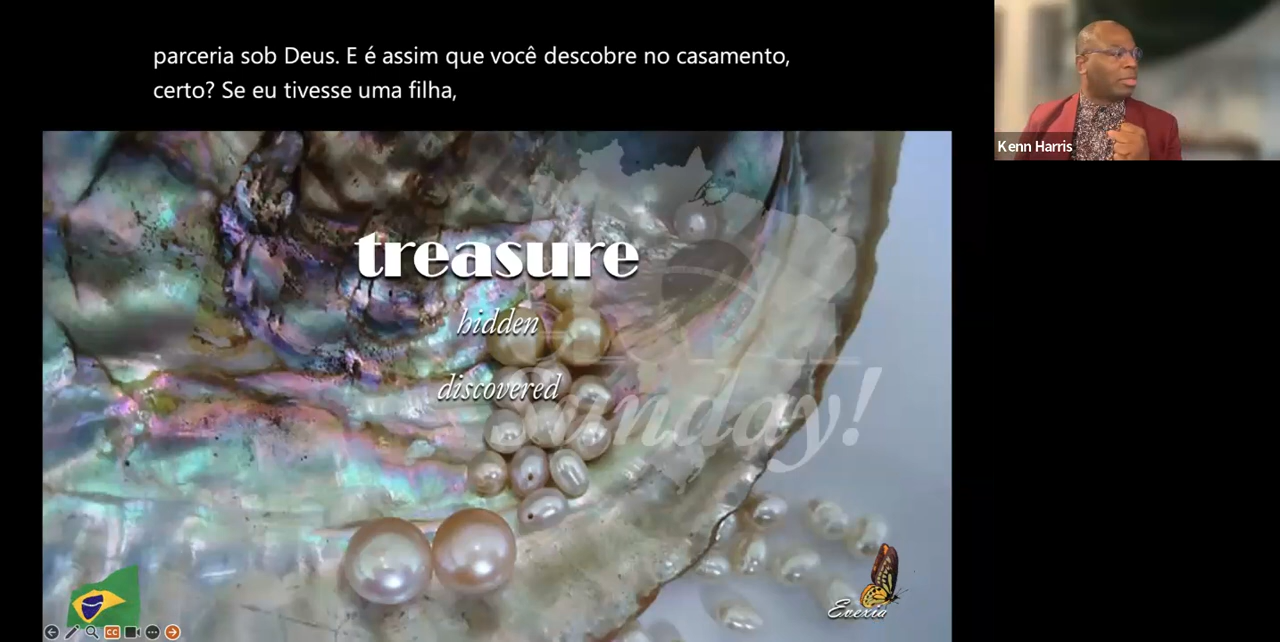 parceria sob Deus. E é assim que você descobre no casamento,
certo? Se eu tivesse uma filha,
Kenn Harris
treasure
hidden
discovered
Sunday!
Evexia
CC